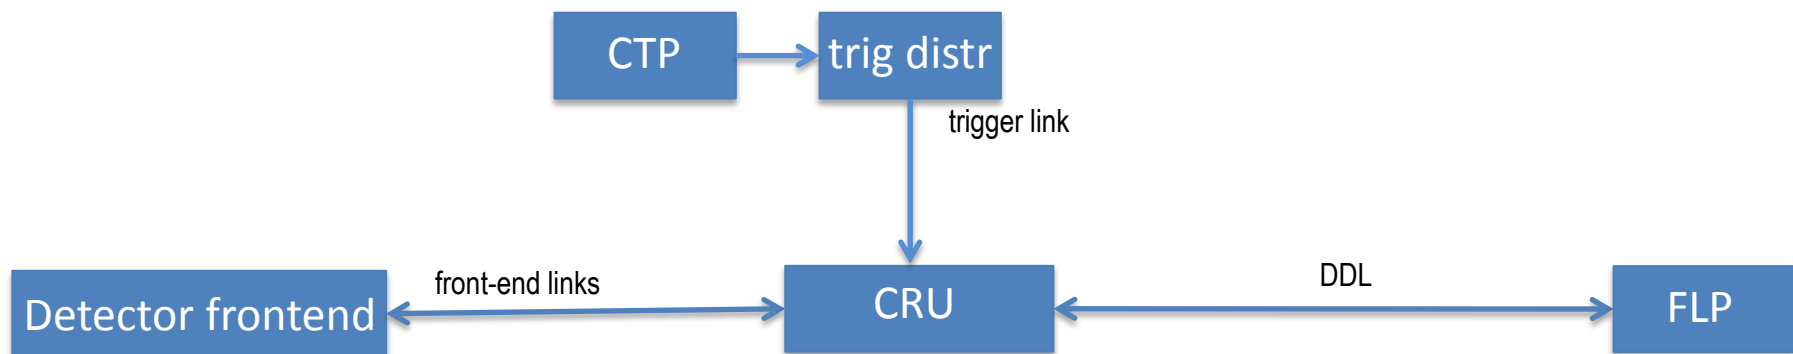 CTP
trig distr
trigger link
front-end links
DDL
Detector frontend
CRU
FLP